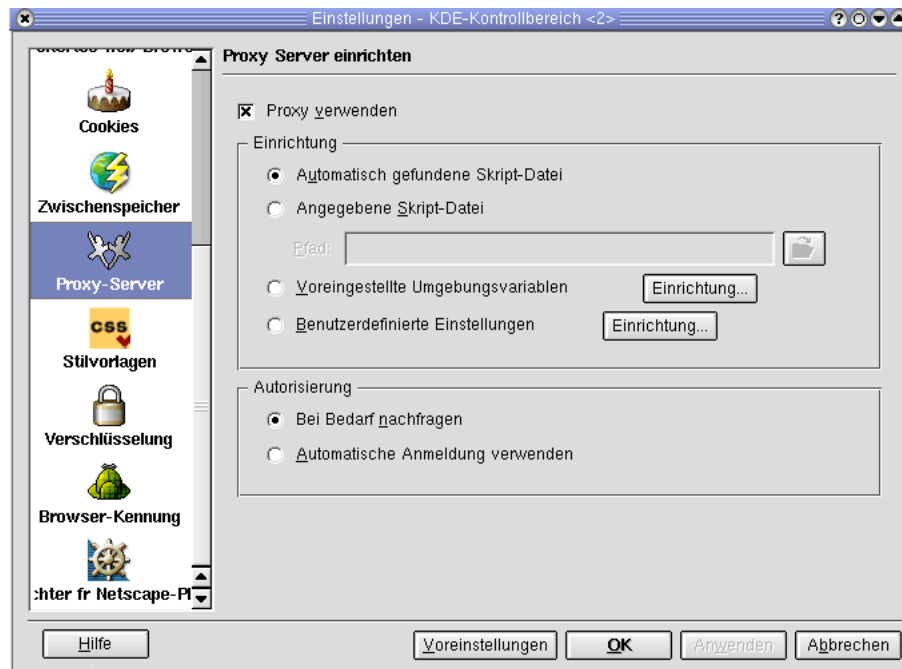 Einstellungen - KDE-Kontrollbereich <2>
Cookies
Zwischenspeicher
Proxy-Server
css
Stilvorlagen
Verschlüsselung
Browser-Kennung
:hter fr Netscape-Pl
Proxy Server einrichten
Proxy verwenden
Einrichtung
Automatisch gefundene Skript-Datei
Angegebene Skript-Datei
Pfad:
Voreingestellte Umgebungsvariablen
Einrichtung...
Benutzerdefinierte Einstellungen
Einrichtung...
Autorisierung
Bei Bedarf nachfragen
Automatische Anmeldung verwenden
Hilfe
Voreinstellungen
OK
Anwenden
Abbrechen